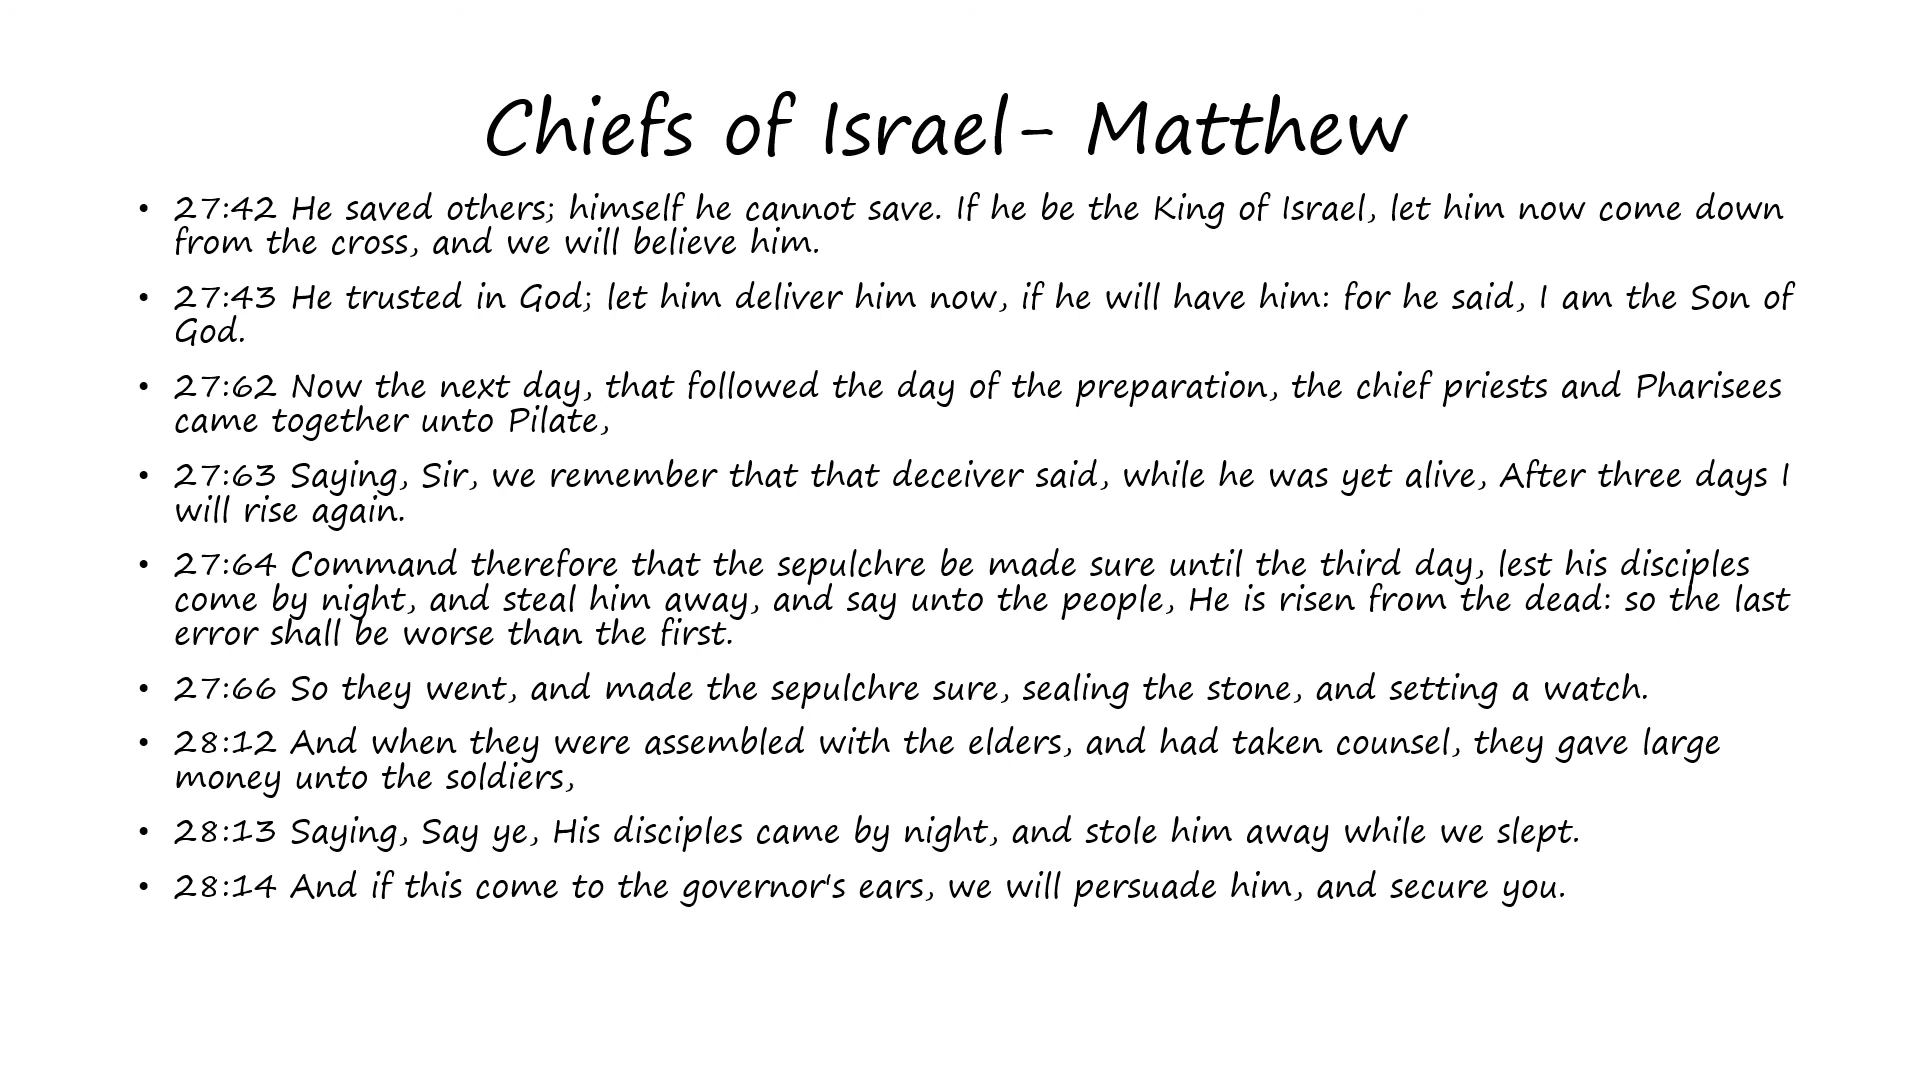 Chiefs of Israel- Matthew
• 27:42 He saved others; himself he cannot save. If he be the King of Israel, let him now come down
from the cross, and we will believe him.
• 27:43 He trusted in God; let him deliver him now, if he will have him: for he said, I am the Son of
God.
• 27:62 Now the next day, that followed the day of the preparation, the chief priests and Pharisees
came together unto Pilate,
• 27:63 Saying, Sir, we remember that that deceiver said, while he was yet alive, After three days I
will rise again.
• 27:64 Command therefore that the sepulchre be made sure until the third day, lest his disciples
come by night, and steal him away, and say unto the people, He is risen from the dead: so the last
error shall be worse than the first.
• 27:66 So they went, and made the sepulchre sure, sealing the stone, and setting a watch.
• 28:12 And when they were assembled with the elders, and had taken counsel, they gave large
money unto the soldiers,
• 28:13 Saying, Say ye, His disciples came by night, and stole him away while we slept.
• 28:14 And if this come to the governor's ears, we will persuade him, and secure you.